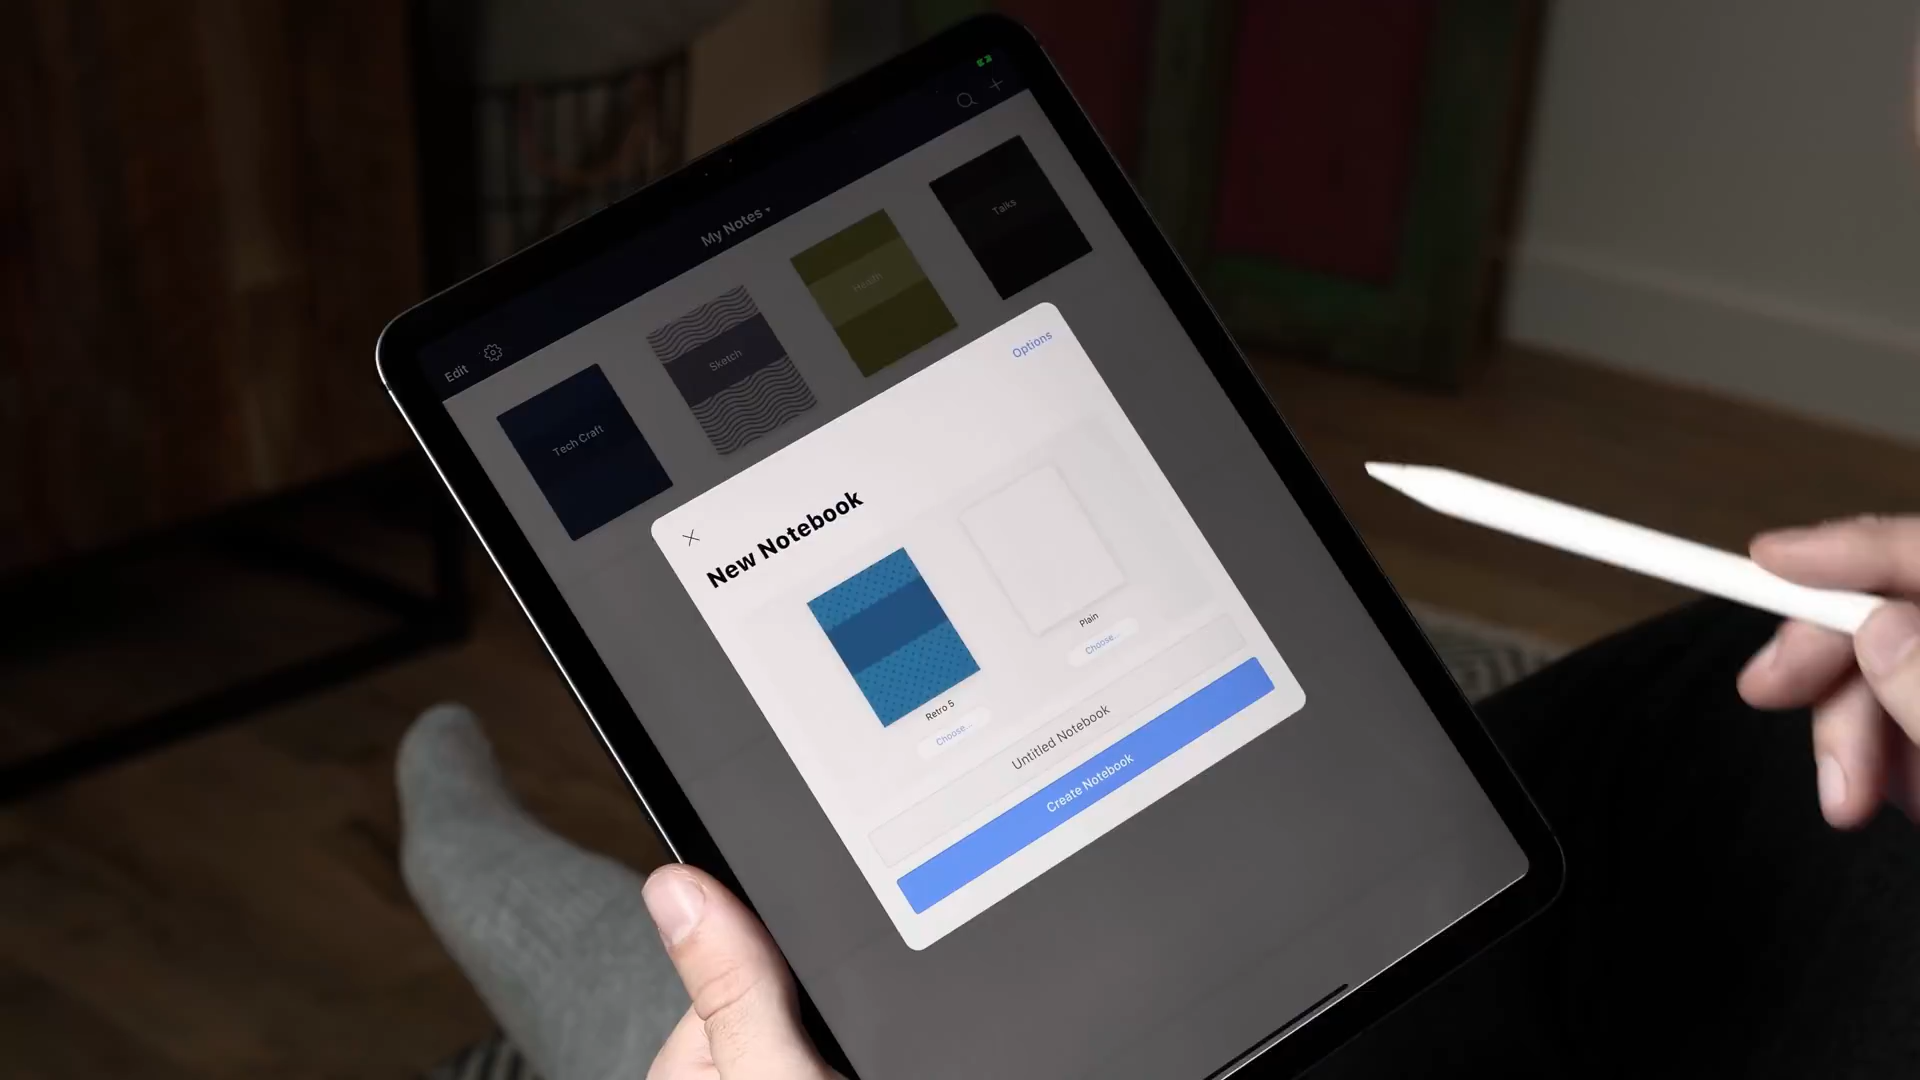 Edit
My Notes
Tech Craft
Sketch
Health
Talks
Options
New Notebook
Retro 5
Choose...
Plain
Choose...
Untitled Notebook
Create Notebook